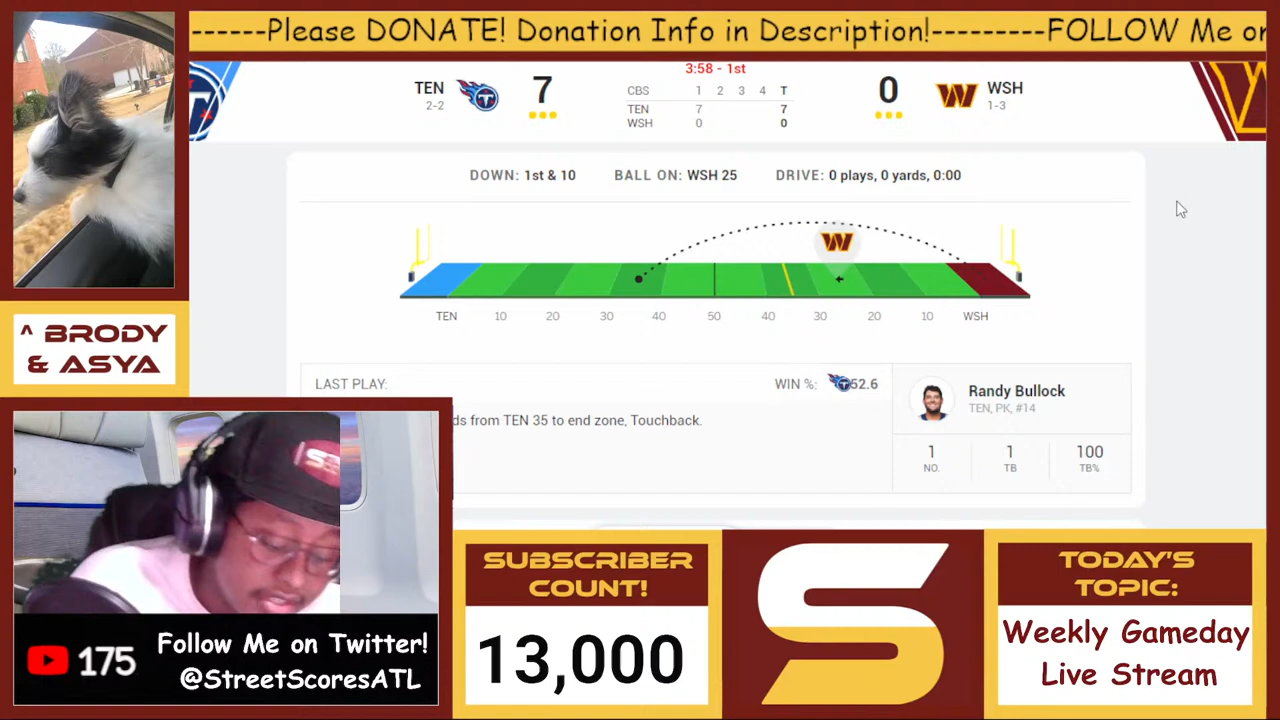 ------Please DONATE! Donation Info in Description!---------FOLLOW Me on
3:58 - 1st
TEN
2-2
7
CBS 1 2 3 4 T
TEN 7 7
WSH 0 0
0
WSH
1-3
DOWN: 1st & 10 BALL ON: WSH 25 DRIVE: 0 plays, 0 yards, 0:00
W
TEN 10 20 30 40 50 40 30 20 10 WSH
LAST PLAY: WIN %: 52.6
ds from TEN 35 to end zone, Touchback.
Randy Bullock
TEN, PK, #14
1 1 100
NO. TB TB%
^ BRODY
& ASYA
175
Follow Me on Twitter!
@StreetScoresATL
SUBSCRIBER
COUNT!
13,000
S
TODAY'S
TOPIC:
Weekly Gameday
Live Stream